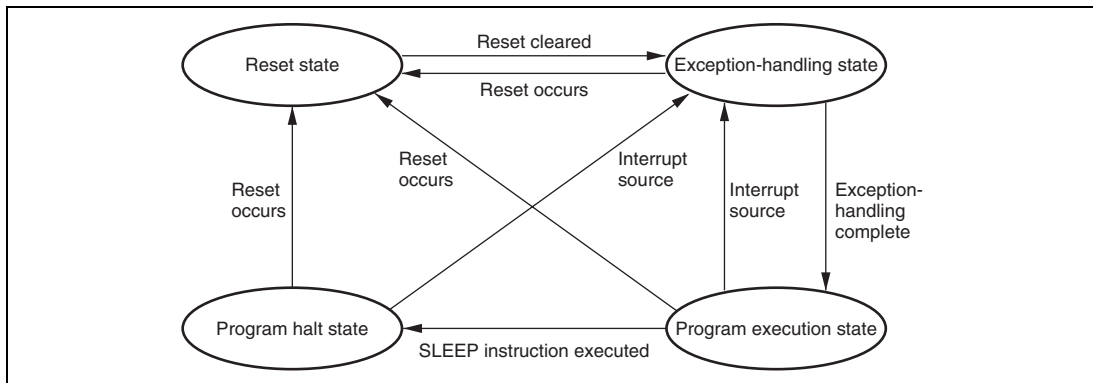 Reset cleared
Reset state
Exception-handling state
Reset occurs
Reset
occurs
Interrupt
source
Reset
occurs
Interrupt
source
Exception-
handling
complete
Program halt state
Program execution state
SLEEP instruction executed